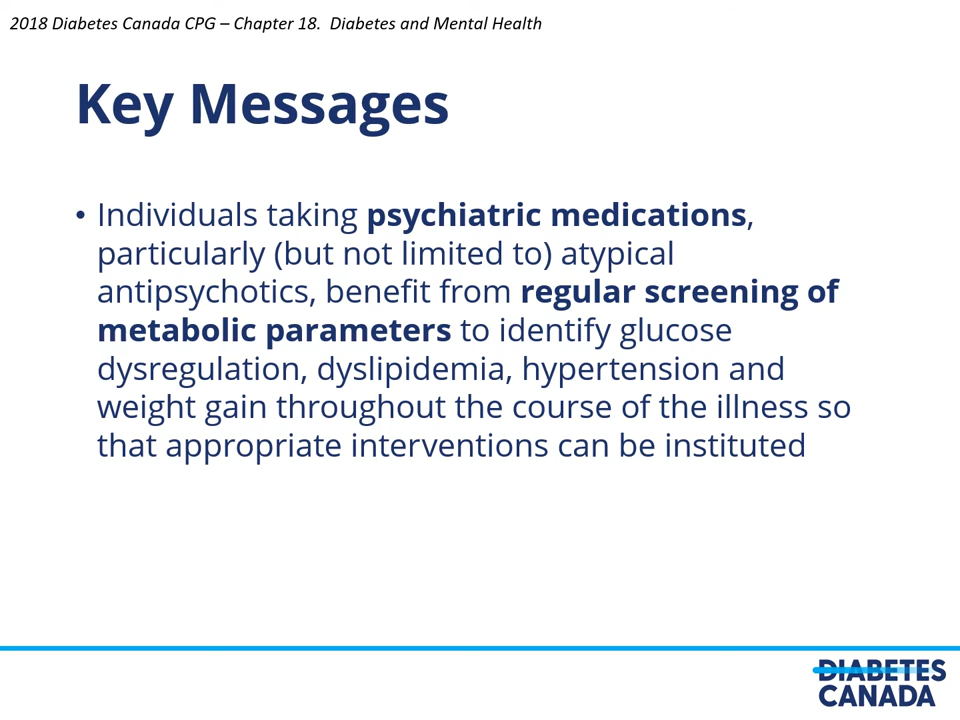 2018 Diabetes Canada CPG – Chapter 18. Diabetes and Mental Health
Key Messages
• Individuals taking psychiatric medications,
particularly (but not limited to) atypical
antipsychotics, benefit from regular screening of
metabolic parameters to identify glucose
dysregulation, dyslipidemia, hypertension and
weight gain throughout the course of the illness so
that appropriate interventions can be instituted
DIABETES
CANADA